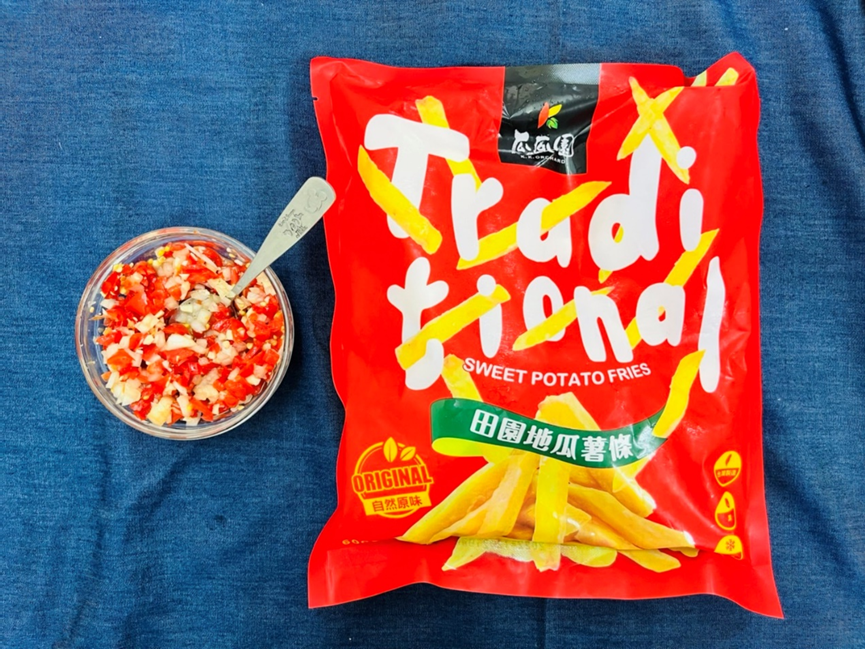 瓜瓜園
K.K. ORCHARD
Tradi
tional
SWEET POTATO FRIES
田園地瓜薯條
ORIGINAL
自然原味